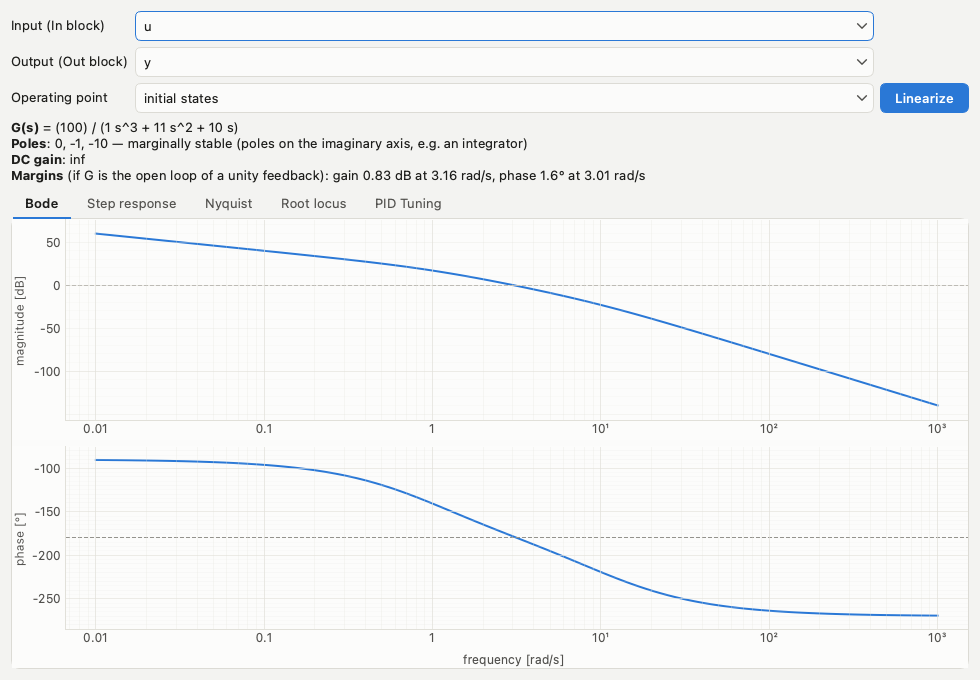 Input (In block) u
Output (Out block) y
Operating point initial states Linearize
G(s) = (100) / (1 s^3 + 11 s^2 + 10 s)
Poles: 0, -1, -10 — marginally stable (poles on the imaginary axis, e.g. an integrator)
DC gain: inf
Margins (if G is the open loop of a unity feedback): gain 0.83 dB at 3.16 rad/s, phase 1.6° at 3.01 rad/s
Bode Step response Nyquist Root locus PID Tuning
magnitude [dB]
50
0
-50
-100
0.01 0.1 1 10¹ 10² 10³
phase [°]
-100
-150
-200
-250
0.01 0.1 1 10¹ 10² 10³
frequency [rad/s]